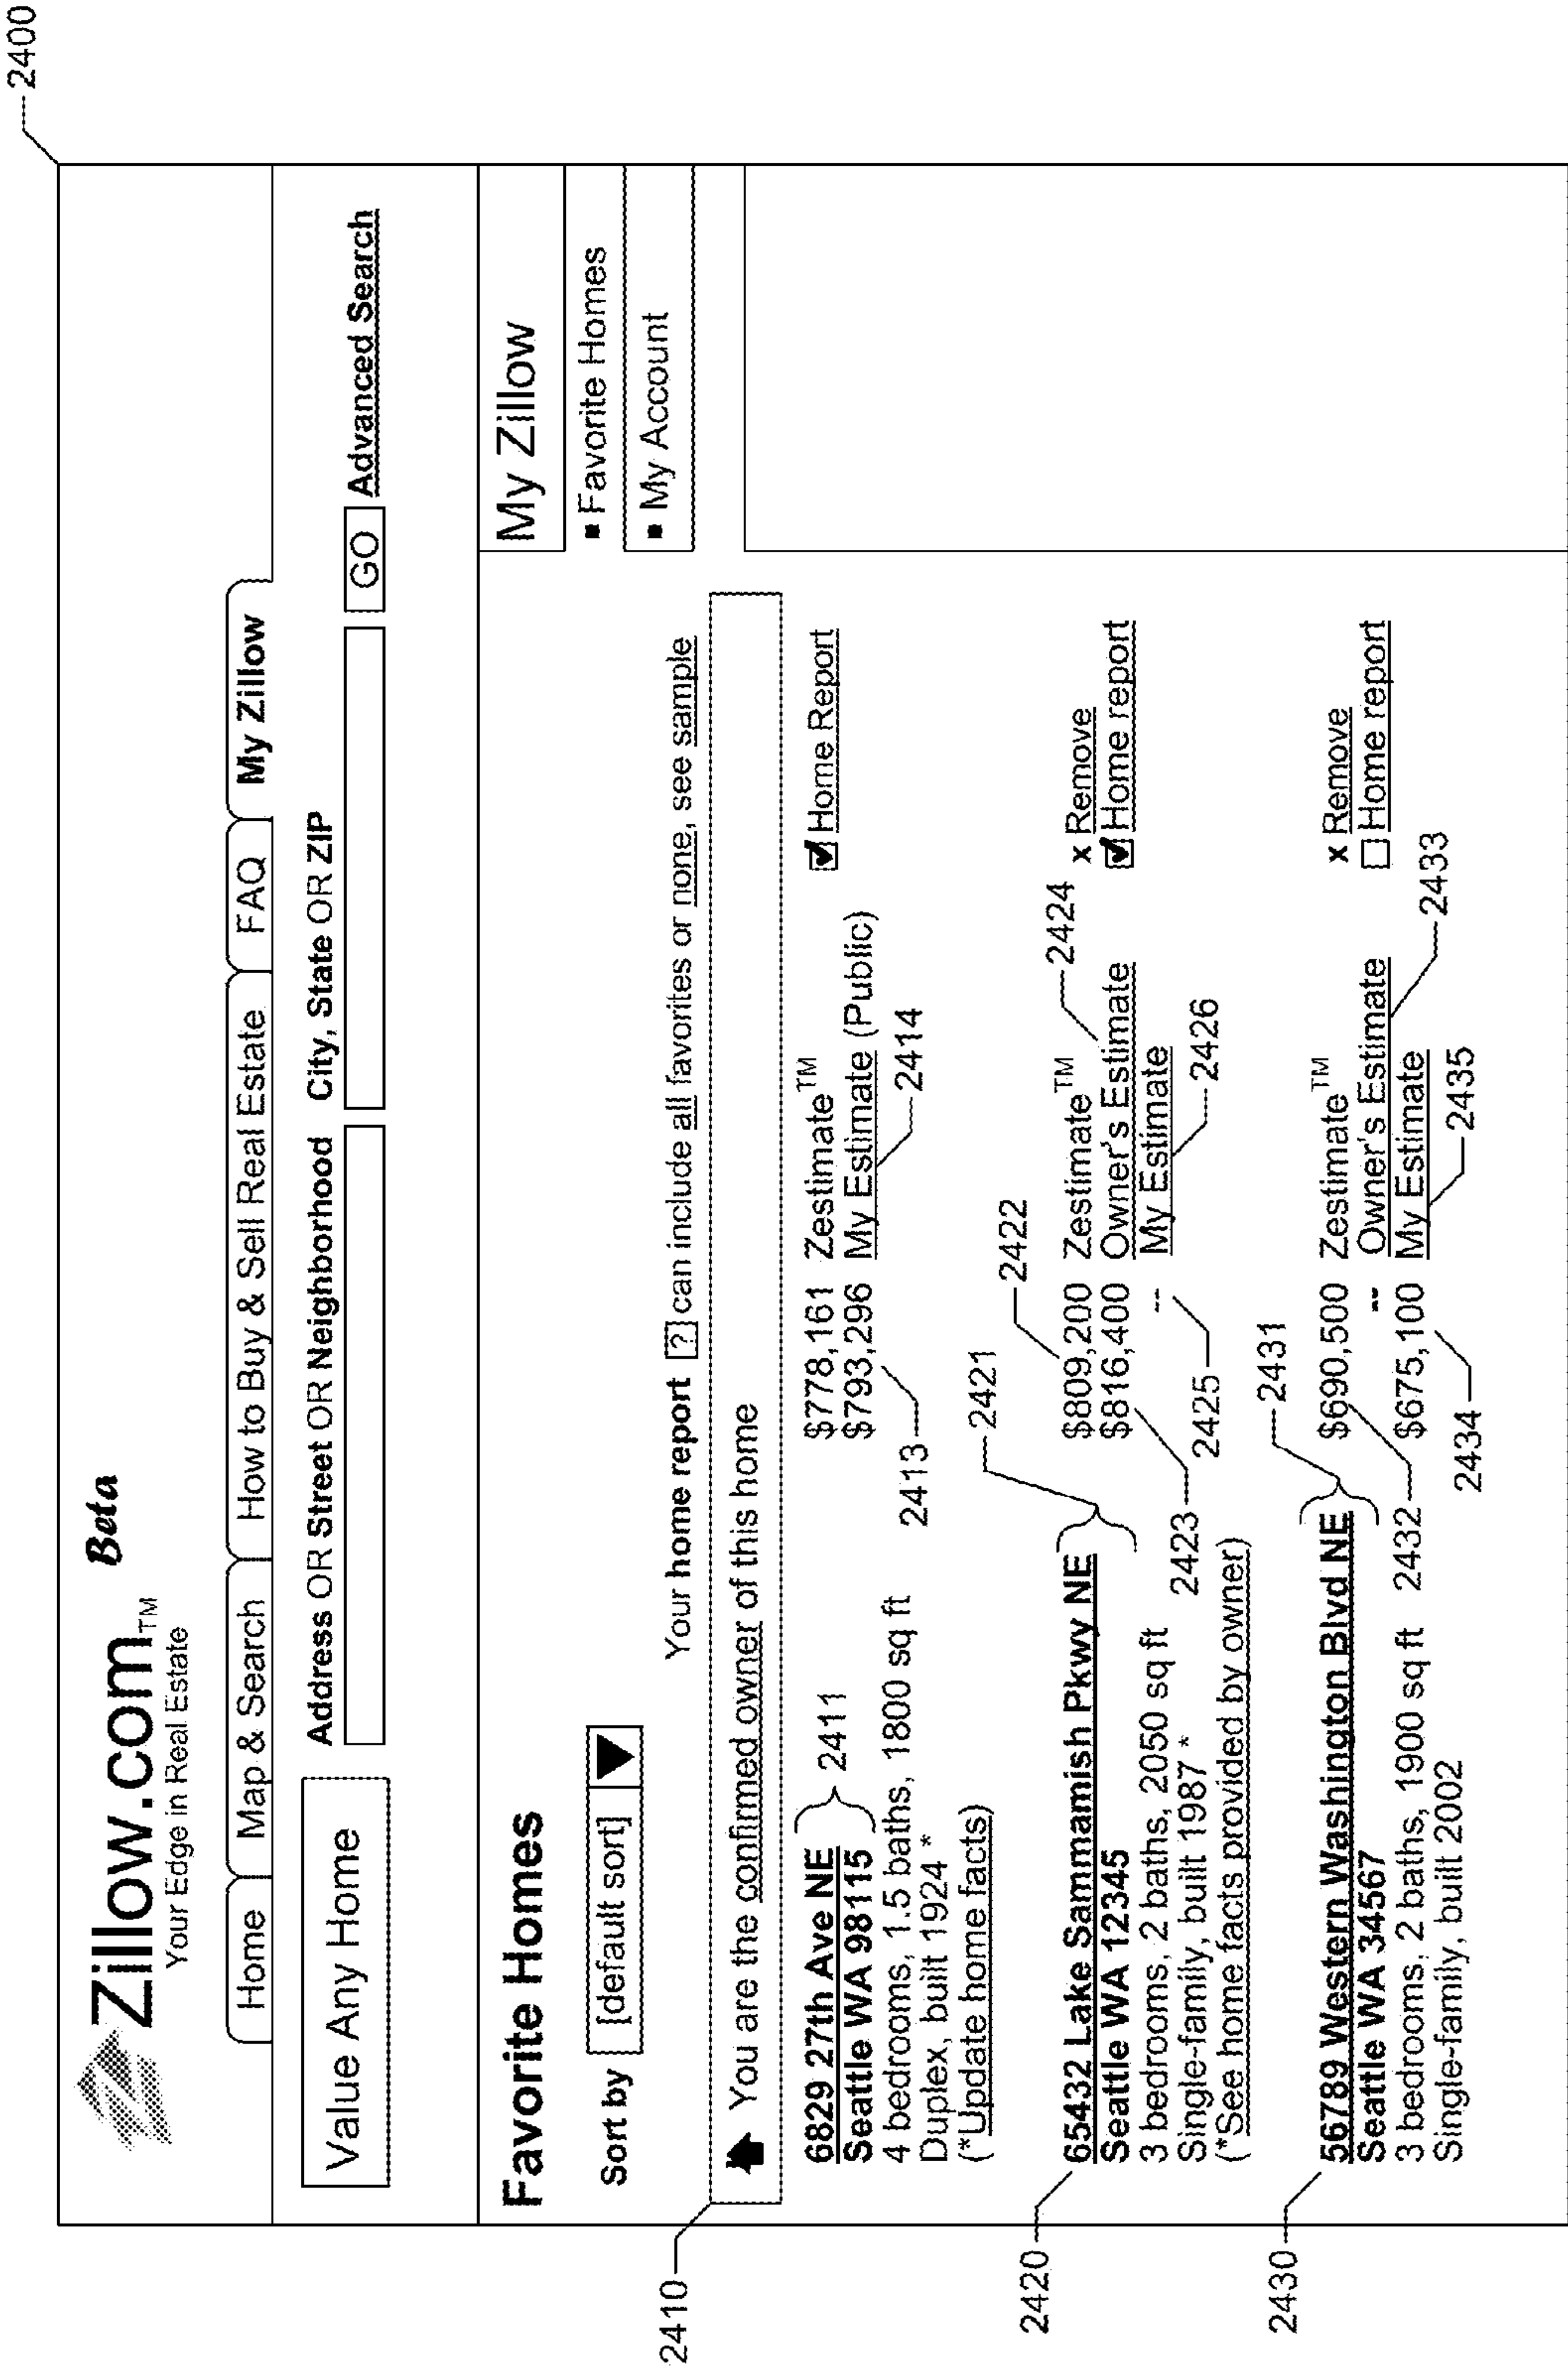 2400
Zillow.com™ Beta
Your Edge in Real Estate
Home Map & Search How to Buy & Sell Real Estate FAQ My Zillow
Value Any Home
Address OR Street OR Neighborhood City, State OR ZIP
GO Advanced Search
Favorite Homes
My Zillow
▪ Favorite Homes
▪ My Account
Sort by [default sort]
Your home report [?] can include all favorites or none, see sample
2410
You are the confirmed owner of this home
6829 27th Ave NE
Seattle WA 98115
2411
4 bedrooms, 1.5 baths, 1800 sq ft
Duplex, built 1924 *
(*Update home facts)
$778,161 Zestimate™
$793,296 My Estimate (Public)
2413
2414
Home Report
2420
65432 Lake Sammamish Pkwy NE
Seattle WA 12345
2421
3 bedrooms, 2 baths, 2050 sq ft
Single-family, built 1987 *
(*See home facts provided by owner)
2422
$809,200 Zestimate™
$816,400 Owner's Estimate
-- My Estimate
2423
2424
2425
2426
x Remove
Home report
2430
56789 Western Washington Blvd NE
Seattle WA 34567
2431
3 bedrooms, 2 baths, 1900 sq ft
Single-family, built 2002
2432
$690,500 Zestimate™
-- Owner's Estimate
$675,100 My Estimate
2433
2434
2435
x Remove
Home report